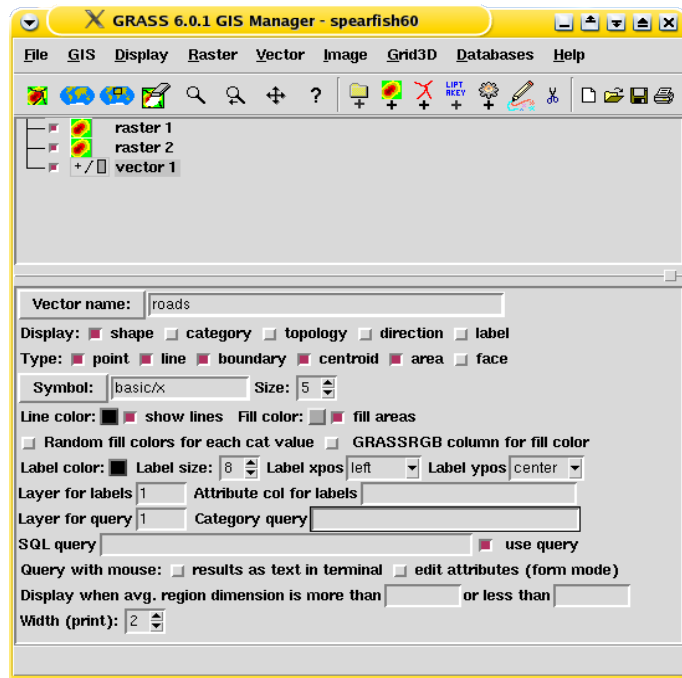 GRASS 6.0.1 GIS Manager - spearfish60
File GIS Display Raster Vector Image Grid3D Databases Help
? LIFT RKEY
raster 1
raster 2
vector 1
Vector name: roads
Display: shape category topology direction label
Type: point line boundary centroid area face
Symbol: basic/x Size: 5
Line color: show lines Fill color: fill areas
Random fill colors for each cat value GRASSRGB column for fill color
Label color: Label size: 8 Label xpos left Label ypos center
Layer for labels 1 Attribute col for labels
Layer for query 1 Category query
SQL query use query
Query with mouse: results as text in terminal edit attributes (form mode)
Display when avg. region dimension is more than or less than
Width (print): 2